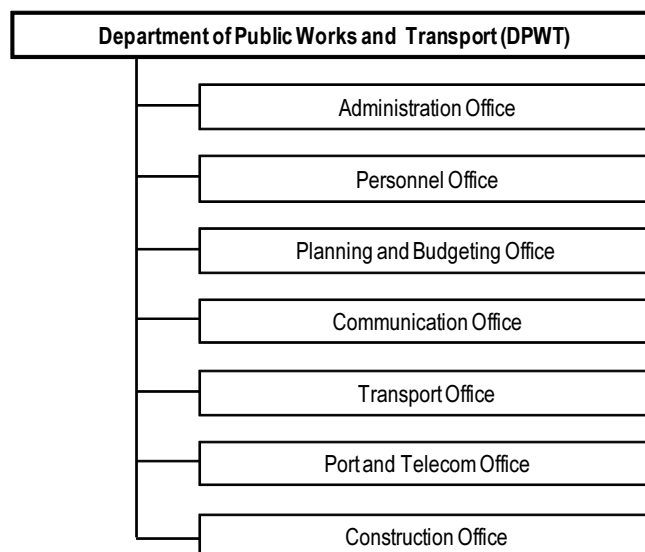 Department of Public Works and Transport (DPWT)
Administration Office
Personnel Office
Planning and Budgeting Office
Communication Office
Transport Office
Port and Telecom Office
Construction Office